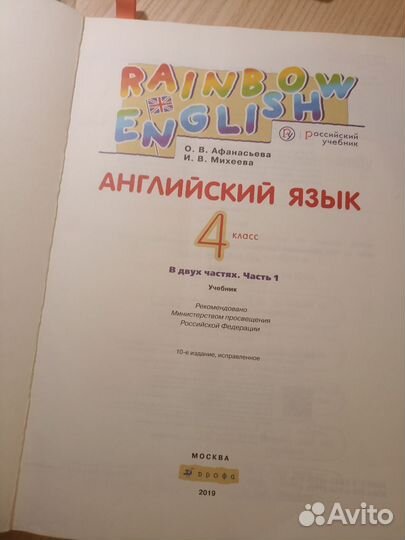 RAINBOW
ENGLISH
российский
учебник
О. В. Афанасьева
И. В. Михеева
АНГЛИЙСКИЙ ЯЗЫК
4 класс
В двух частях. Часть 1
Учебник
Рекомендовано
Министерством просвещения
Российской Федерации
10-е издание, исправленное
МОСКВА
дрофа
2019
Avito